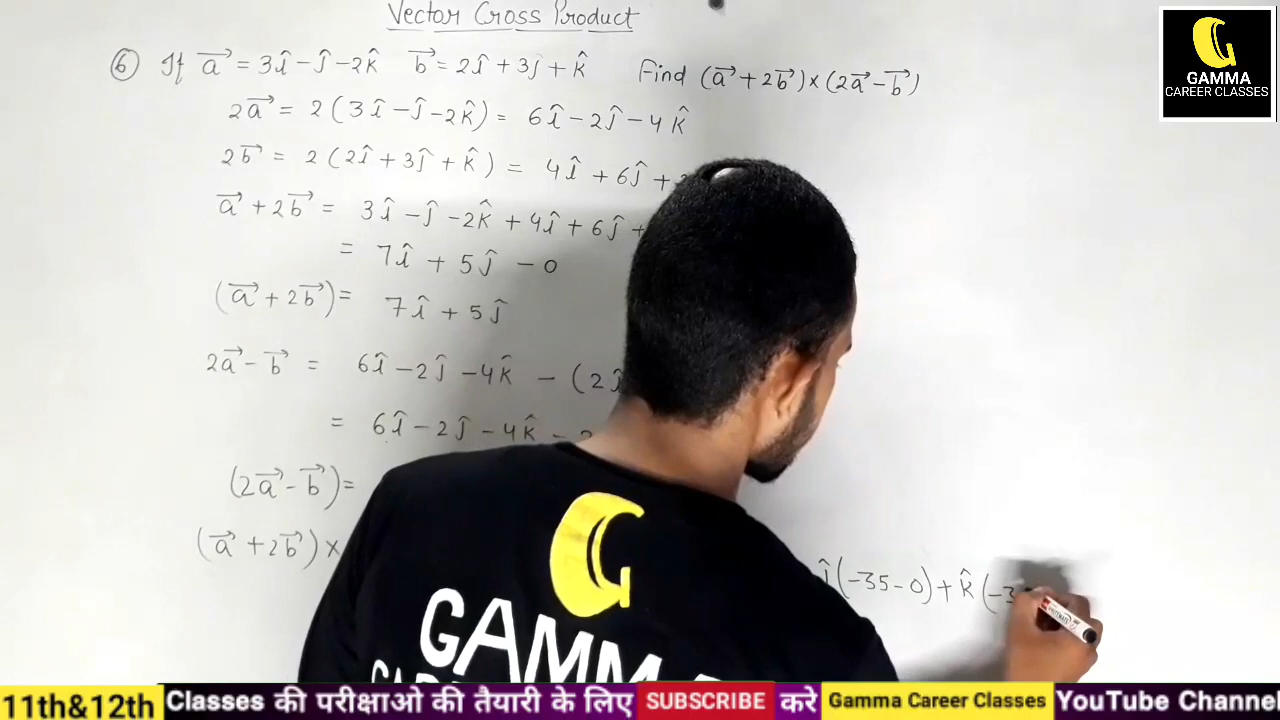 Vector Cross Product
⑥ If a⃗ = 3î - ĵ - 2k̂ b⃗ = 2î + 3ĵ + k̂ Find (a⃗ + 2b⃗) × (2a⃗ - b⃗)
2a⃗ = 2(3î - ĵ - 2k̂) = 6î - 2ĵ - 4k̂
2b⃗ = 2(2î + 3ĵ + k̂) = 4î + 6ĵ +
a⃗ + 2b⃗ = 3î - ĵ - 2k̂ + 4î + 6ĵ +
= 7î + 5ĵ - 0
(a⃗ + 2b⃗) = 7î + 5ĵ
2a⃗ - b⃗ = 6î - 2ĵ - 4k̂ - (2î
= 6î - 2ĵ - 4k̂ -
(2a⃗ - b⃗) =
(a⃗ + 2b⃗) ×
ĵ(-35 - 0) + k̂(-3
GAMMA
CAREER CLASSES
GAMMA
11th&12th Classes की परीक्षाओ की तैयारी के लिए SUBSCRIBE करे Gamma Career Classes YouTube Channel